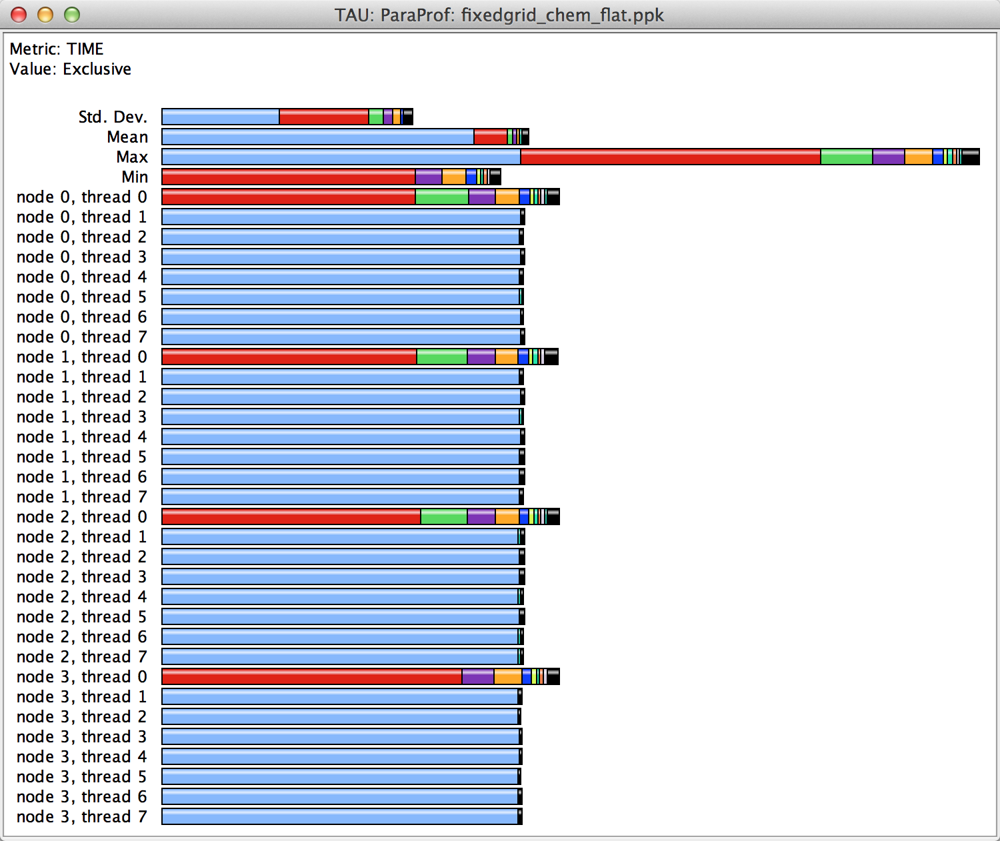 TAU: ParaProf: fixedgrid_chem_flat.ppk
Metric: TIME
Value: Exclusive
Std. Dev.
Mean
Max
Min
node 0, thread 0
node 0, thread 1
node 0, thread 2
node 0, thread 3
node 0, thread 4
node 0, thread 5
node 0, thread 6
node 0, thread 7
node 1, thread 0
node 1, thread 1
node 1, thread 2
node 1, thread 3
node 1, thread 4
node 1, thread 5
node 1, thread 6
node 1, thread 7
node 2, thread 0
node 2, thread 1
node 2, thread 2
node 2, thread 3
node 2, thread 4
node 2, thread 5
node 2, thread 6
node 2, thread 7
node 3, thread 0
node 3, thread 1
node 3, thread 2
node 3, thread 3
node 3, thread 4
node 3, thread 5
node 3, thread 6
node 3, thread 7